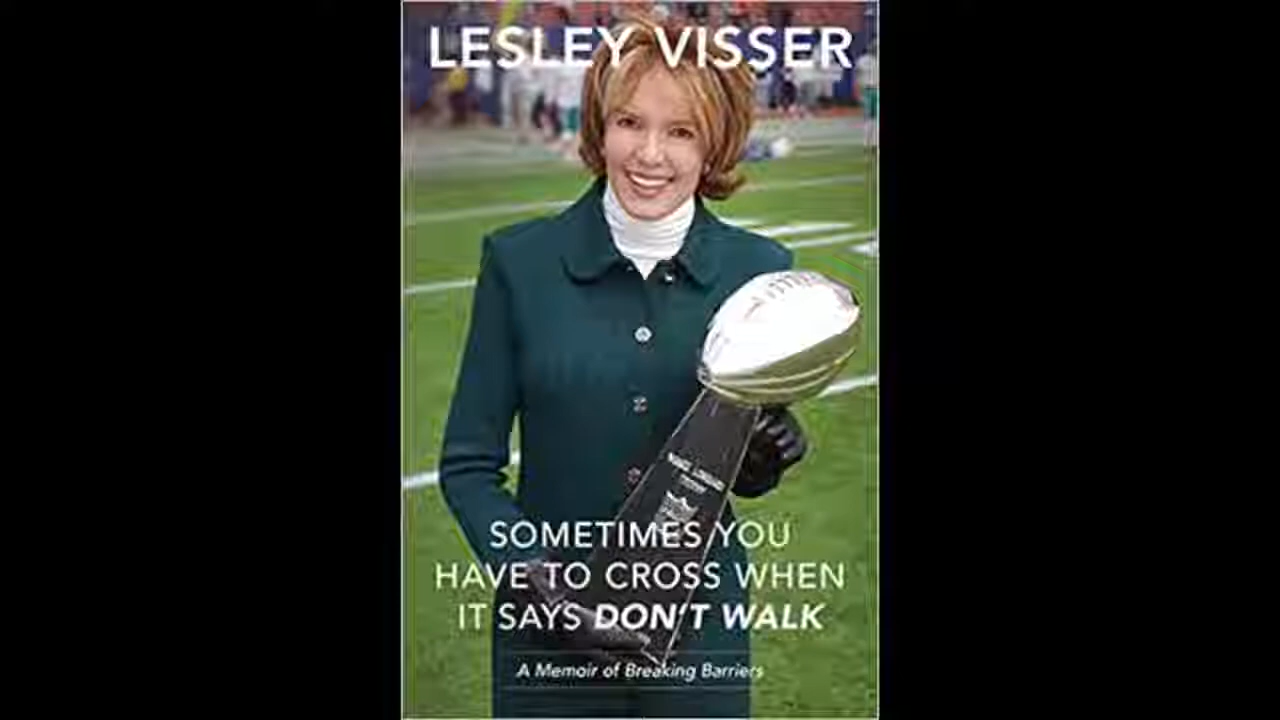 LESLEY VISSER
SOMETIMES YOU
HAVE TO CROSS WHEN
IT SAYS DON'T WALK
A Memoir of Breaking Barriers